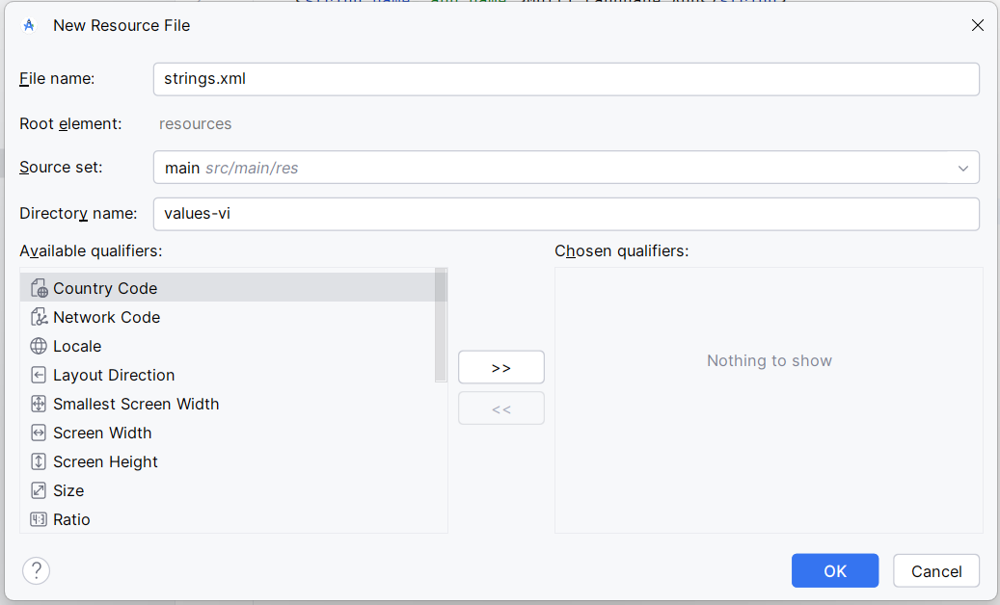 New Resource File
File name: strings.xml
Root element: resources
Source set: main src/main/res
Directory name: values-vi
Available qualifiers:
Chosen qualifiers:
Country Code
Network Code
Locale
Layout Direction
Smallest Screen Width
Screen Width
Screen Height
Size
Ratio
>>
<<
Nothing to show
?
OK
Cancel